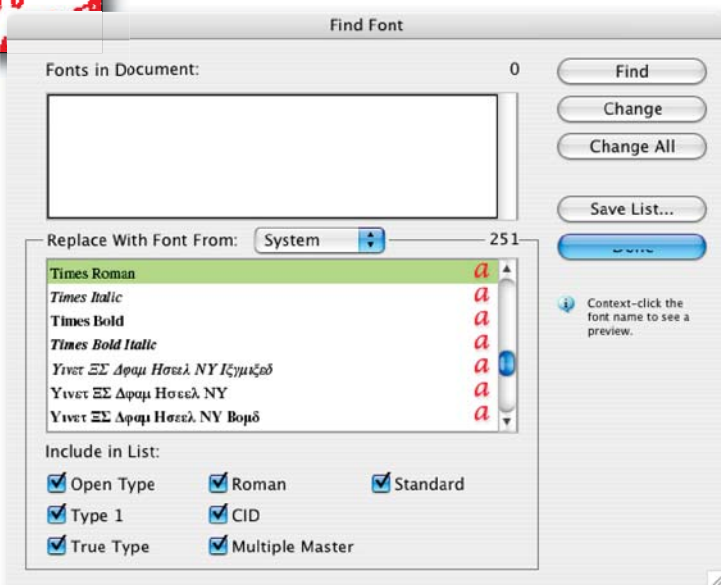 Find Font
Fonts in Document: 0
Find
Change
Change All
Save List...
Replace With Font From: System 251
Done
Times Roman a
Times Italic a
Times Bold a
Times Bold Italic a
Υινετ ΞΣ Δφαμ Ησεελ ΝΥ Ιξγμιξεδ a
Υινετ ΞΣ Δφαμ Ησεελ ΝΥ a
Υινετ ΞΣ Δφαμ Ησεελ ΝΥ Βομδ a
Context-click the
font name to see a
preview.
Include in List:
Open Type Roman Standard
Type 1 CID
True Type Multiple Master